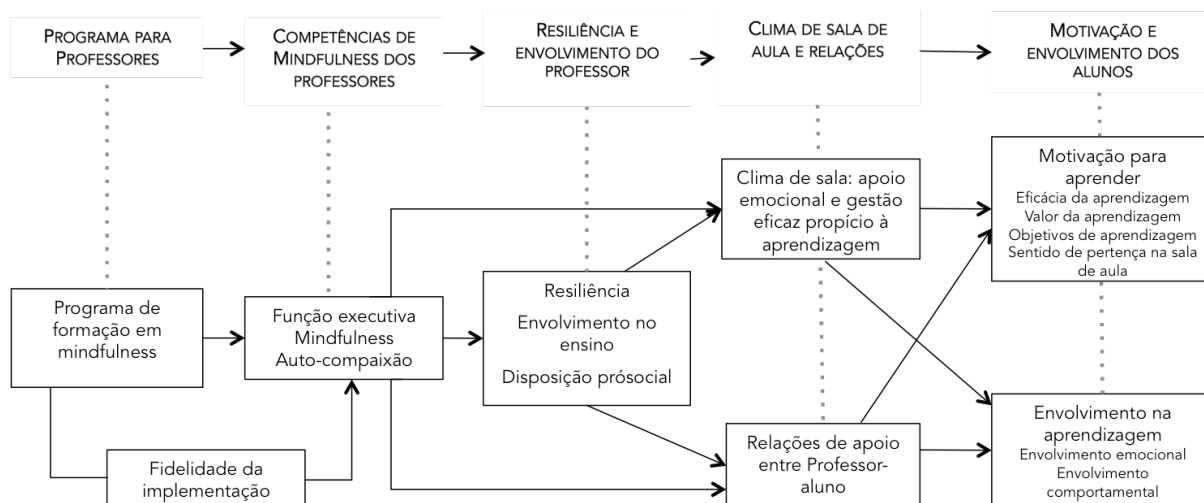 PROGRAMA PARA
PROFESSORES
COMPETÊNCIAS DE
MINDFULNESS DOS
PROFESSORES
RESILIÊNCIA E
ENVOLVIMENTO DO
PROFESSOR
CLIMA DE SALA DE
AULA E RELAÇÕES
MOTIVAÇÃO E
ENVOLVIMENTO DOS
ALUNOS
Programa de
formação em
mindfulness
Fidelidade da
implementação
Função executiva
Mindfulness
Auto-compaixão
Resiliência
Envolvimento no
ensino
Disposição prósocial
Clima de sala: apoio
emocional e gestão
eficaz propício à
aprendizagem
Relações de apoio
entre Professor-
aluno
Motivação para
aprender
Eficácia da aprendizagem
Valor da aprendizagem
Objetivos de aprendizagem
Sentido de pertença na sala
de aula
Envolvimento na
aprendizagem
Envolvimento emocional
Envolvimento
comportamental